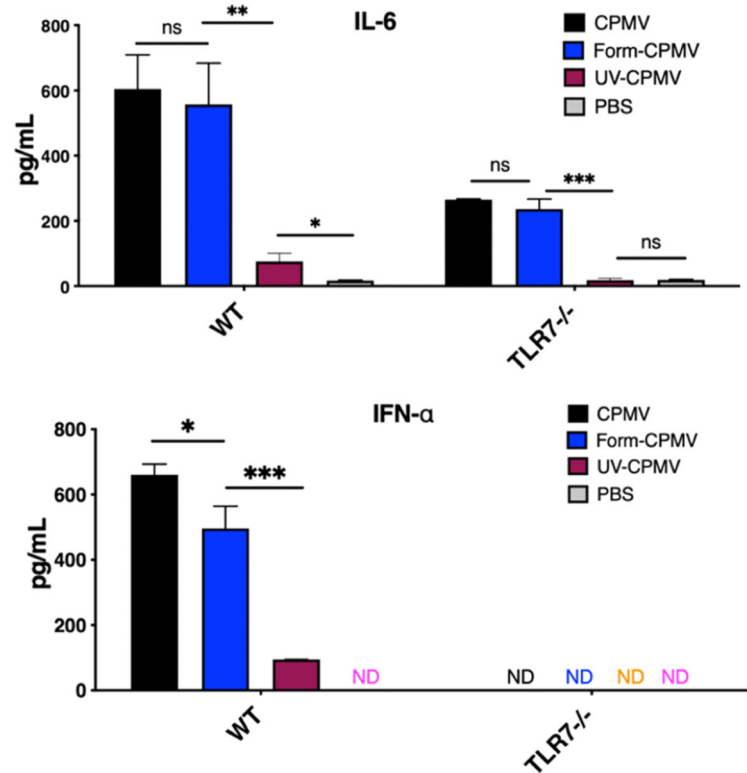 IL-6
CPMV
Form-CPMV
UV-CPMV
PBS
pg/mL
800
600
400
200
0
ns
**
*
ns
***
ns
WT
TLR7-/-
IFN-α
CPMV
Form-CPMV
UV-CPMV
PBS
pg/mL
800
600
400
200
0
*
***
ND
ND
ND
ND
ND
WT
TLR7-/-